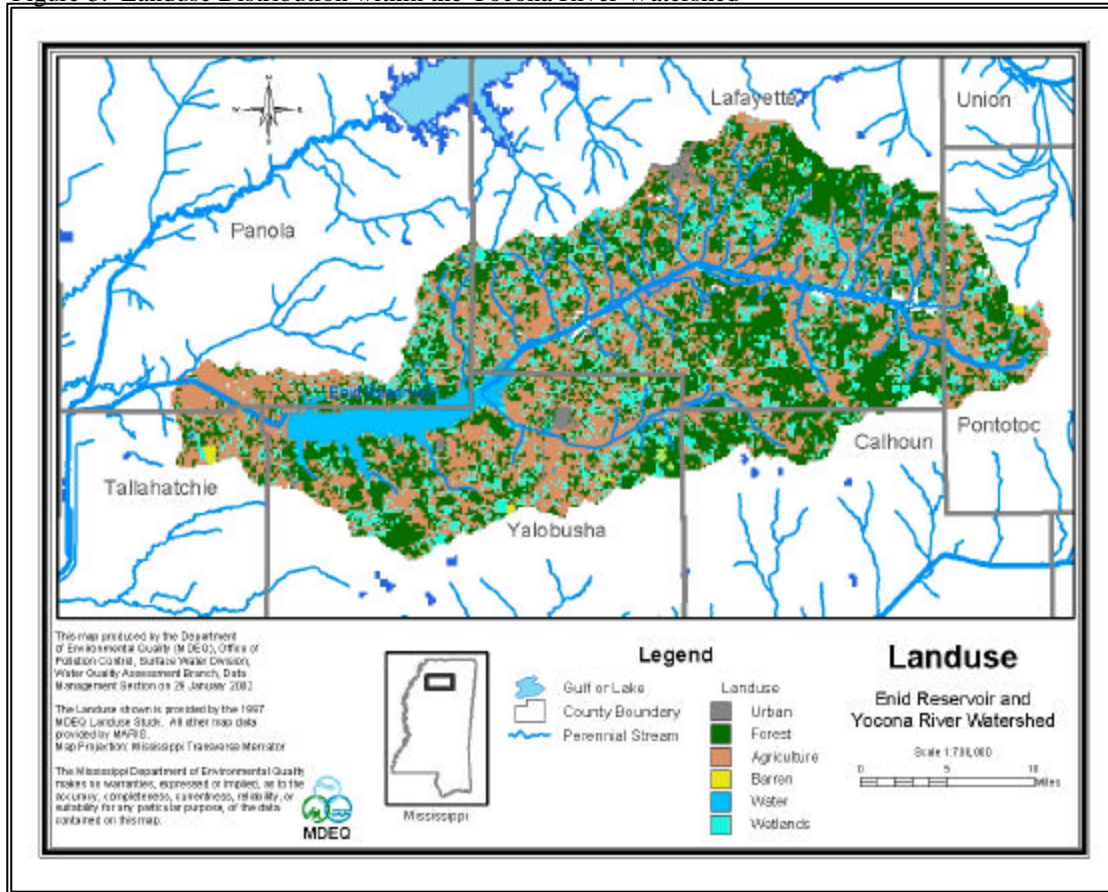 Figure 3. Landuse Distribution within the Yocona River Watershed
N
W
E
S
Lafayette
Union
Panola
Enid Reservoir
Pontotoc
Calhoun
Tallahatchie
Yalobusha
This map produced by the Department
of Environmental Quality (MDEQ), Office of
Pollution Control, Surface Water Division,
Water Quality Assessment Branch, Data
Management Section on 28 January 2002
The Landuse shown is provided by the 1997
MDEQ Landuse Study. All other map data
provided by MARIS.
Map Projection: Mississippi Transverse Mercator
The Mississippi Department of Environmental Quality
makes no warranties, expressed or implied, as to the
accuracy, completeness, currentness, reliability, or
suitability for any particular purpose, of the data
contained on this map.
MDEQ
Mississippi
Legend
Gulf or Lake
County Boundary
Perennial Stream
Landuse
Urban
Forest
Agriculture
Barren
Water
Wetlands
Landuse
Enid Reservoir and
Yocona River Watershed
0 5 10 Miles